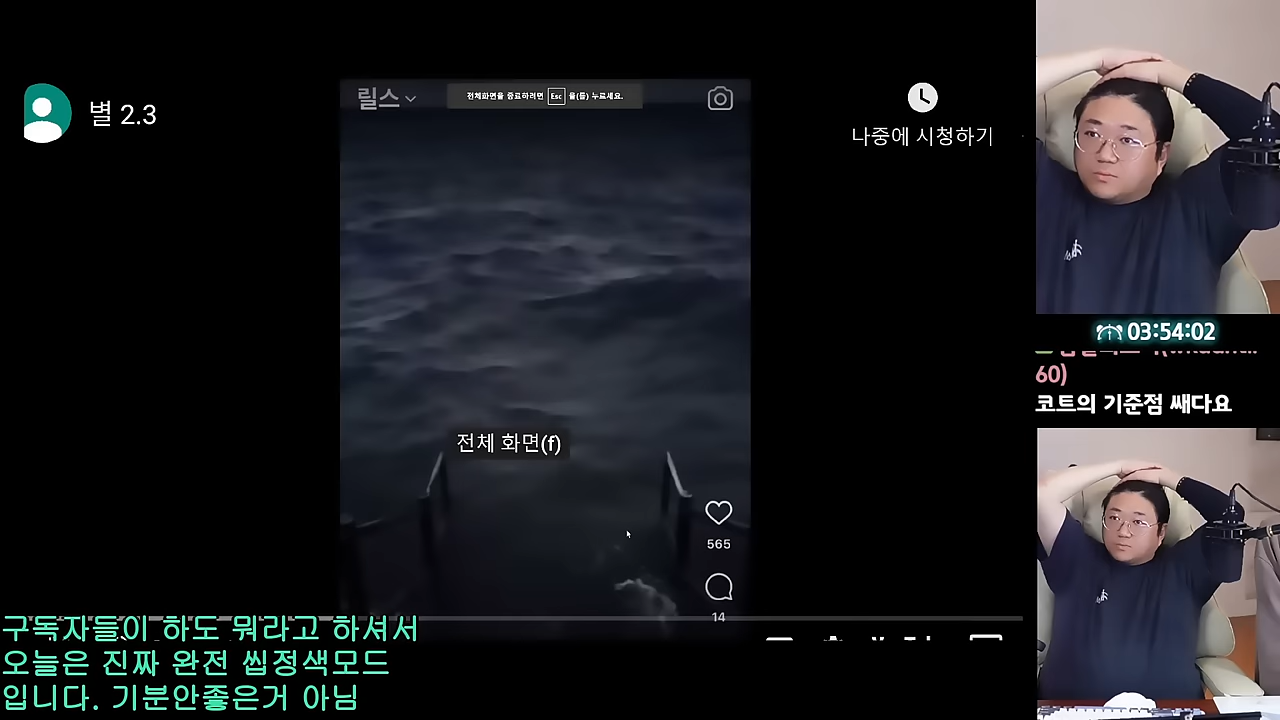 릴스
전체화면을 종료하려면 Esc 을(를) 누르세요.
별 2.3
나중에 시청하기
전체 화면(f)
565
14
03:54:02
60)
코트의 기준점 쌔다요
구독자들이 하도 뭐라고 하셔서
오늘은 진짜 완전 씹정색모드
입니다. 기분안좋은거 아님